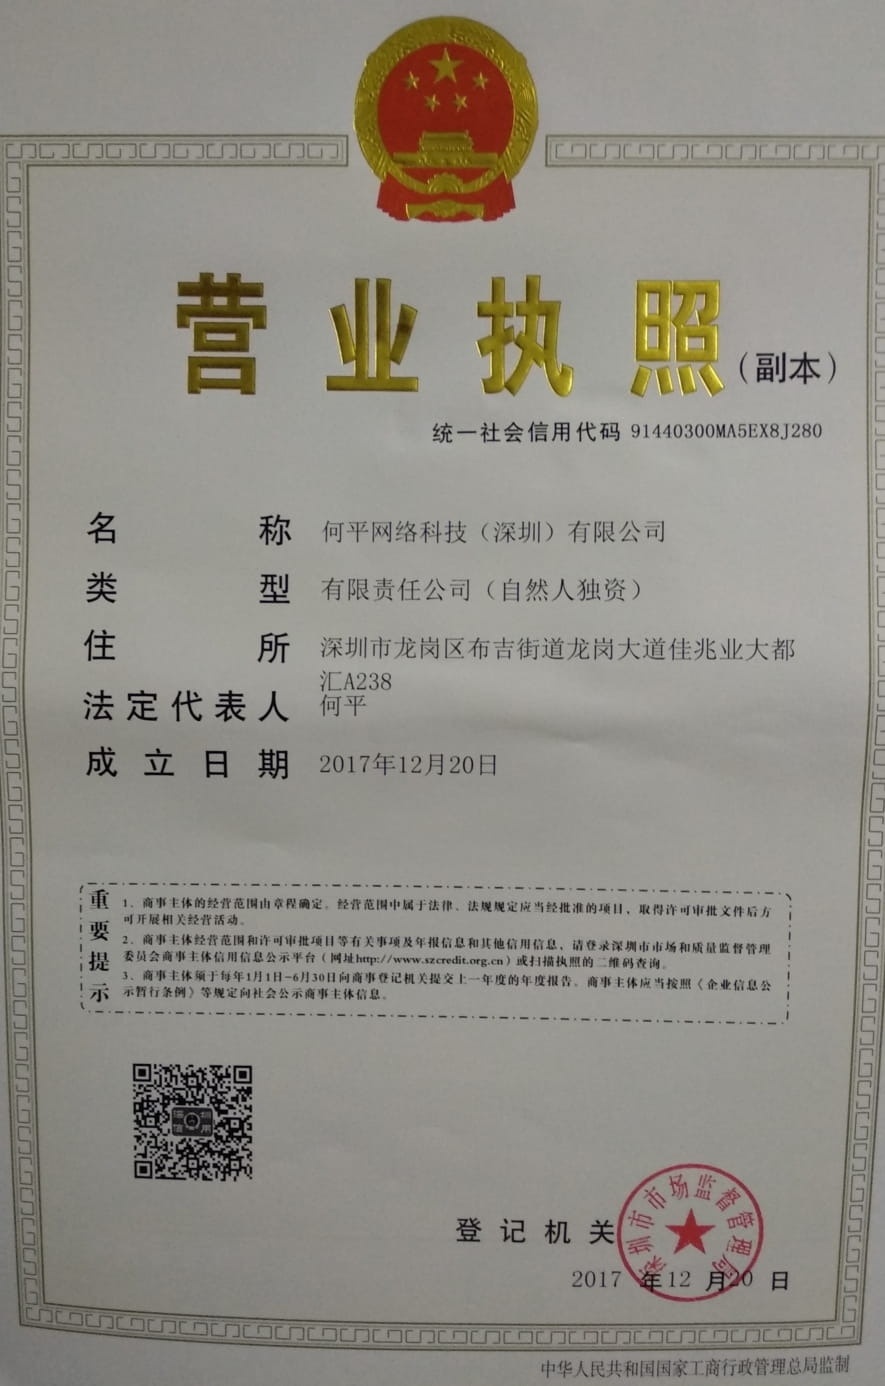 营业执照（副本）
统一社会信用代码 91440300MA5EX8J280
名称 何平网络科技（深圳）有限公司
类型 有限责任公司（自然人独资）
住所 深圳市龙岗区布吉街道龙岗大道佳兆业大都
汇A238
法定代表人 何平
成立日期 2017年12月20日
重要提示
1、商事主体的经营范围由章程确定。经营范围中属于法律、法规规定应当经批准的项目，取得许可审批文件后方
可开展相关经营活动。
2、商事主体经营范围和许可审批项目等有关事项及年报信息和其他信用信息，请登录深圳市市场和质量监督管理
委员会商事主体信用信息公示平台（网址http://www.szcredit.org.cn）或扫描执照的二维码查询。
3、商事主体须于每年1月1日-6月30日向商事登记机关提交上一年度的年度报告。商事主体应当按照《企业信息公
示暂行条例》等规定向社会公示商事主体信息。
深圳
信用
登记机关
深圳市市场监督管理局
2017 年12 月20 日
中华人民共和国国家工商行政管理总局监制